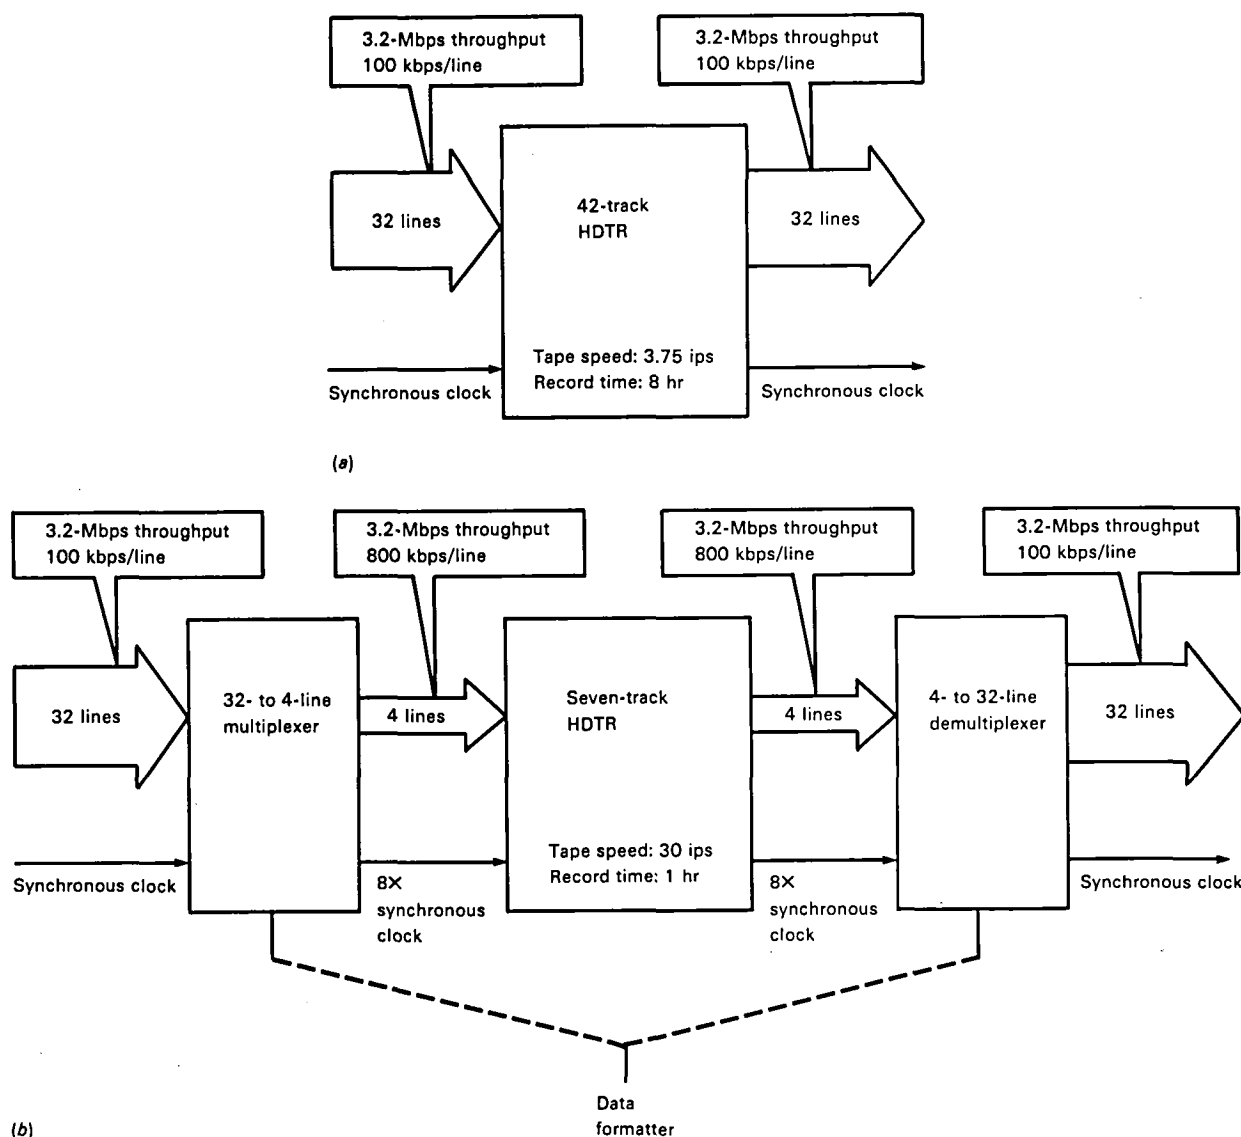 3.2-Mbps throughput
100 kbps/line
3.2-Mbps throughput
100 kbps/line
32 lines
42-track
HDTR
32 lines
Tape speed: 3.75 ips
Record time: 8 hr
Synchronous clock
Synchronous clock
(a)
3.2-Mbps throughput
100 kbps/line
3.2-Mbps throughput
800 kbps/line
3.2-Mbps throughput
800 kbps/line
3.2-Mbps throughput
100 kbps/line
32 lines
32- to 4-line
multiplexer
4 lines
Seven-track
HDTR
4 lines
4- to 32-line
demultiplexer
32 lines
Tape speed: 30 ips
Record time: 1 hr
Synchronous clock
8X
synchronous
clock
8X
synchronous
clock
Synchronous clock
Data
formatter
(b)